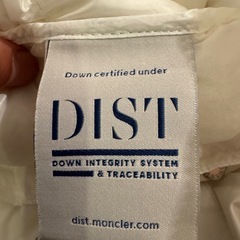 Down certified under
DIST
DOWN INTEGRITY SYSTEM
& TRACEABILITY
dist.moncler.com